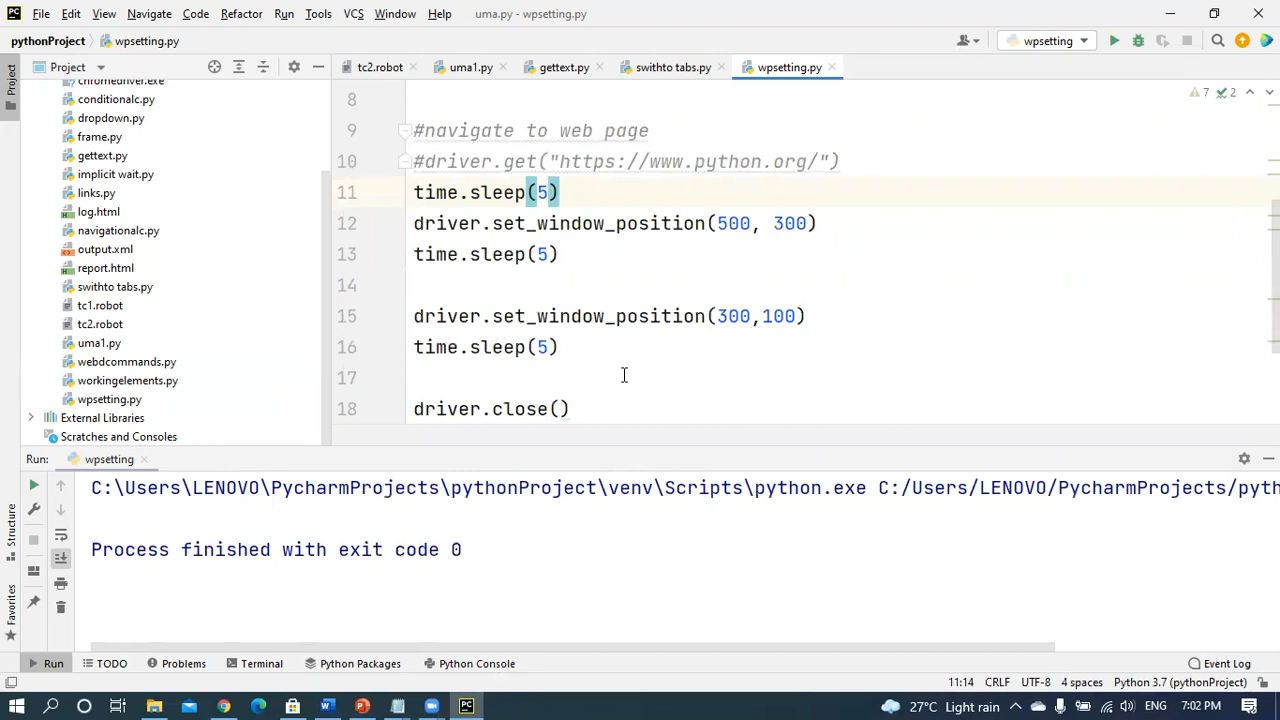 File Edit View Navigate Code Refactor Run Tools VCS Window Help uma.py - wpsetting.py
pythonProject wpsetting.py wpsetting
Project tc2.robot uma1.py gettext.py swithto tabs.py wpsetting.py
Project
chromedriver.exe
conditionalc.py
dropdown.py
frame.py
gettext.py
implicit wait.py
links.py
log.html
navigationalc.py
output.xml
report.html
swithto tabs.py
tc1.robot
tc2.robot
uma1.py
webdcommands.py
workingelements.py
wpsetting.py
External Libraries
Scratches and Consoles
7 2
8
9 #navigate to web page
10 #driver.get("https://www.python.org/")
11 time.sleep(5)
12 driver.set_window_position(500, 300)
13 time.sleep(5)
14
15 driver.set_window_position(300,100)
16 time.sleep(5)
17
18 driver.close()
Run: wpsetting
C:\Users\LENOVO\PycharmProjects\pythonProject\venv\Scripts\python.exe C:/Users/LENOVO/PycharmProjects/pyth
Process finished with exit code 0
Structure
Favorites
Run TODO Problems Terminal Python Packages Python Console Event Log
11:14 CRLF UTF-8 4 spaces Python 3.7 (pythonProject)
27°C Light rain ENG 7:02 PM